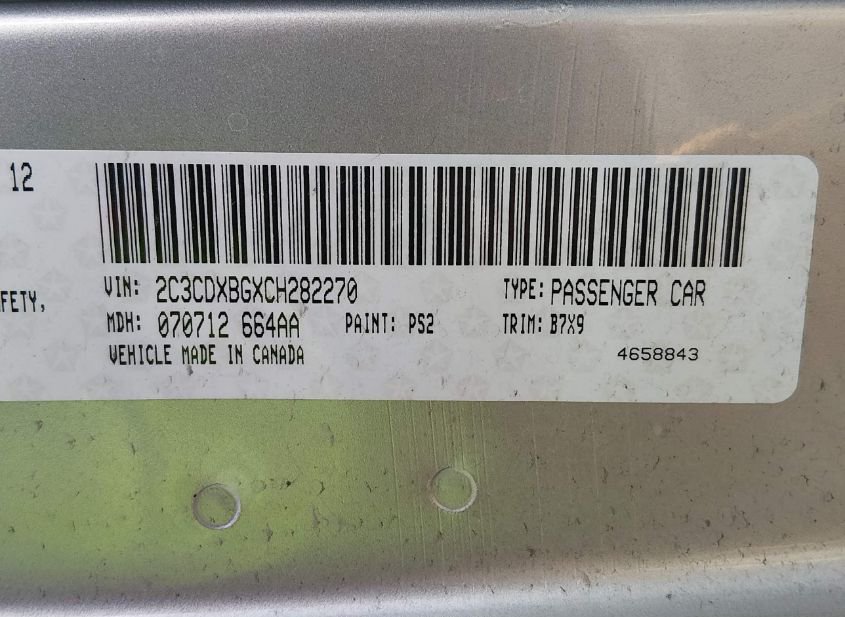 12
FETY,
VIN: 2C3CDXBGXCH282270 TYPE: PASSENGER CAR
MDH: 070712 664AA PAINT: PS2 TRIM: B7X9
VEHICLE MADE IN CANADA 4658843